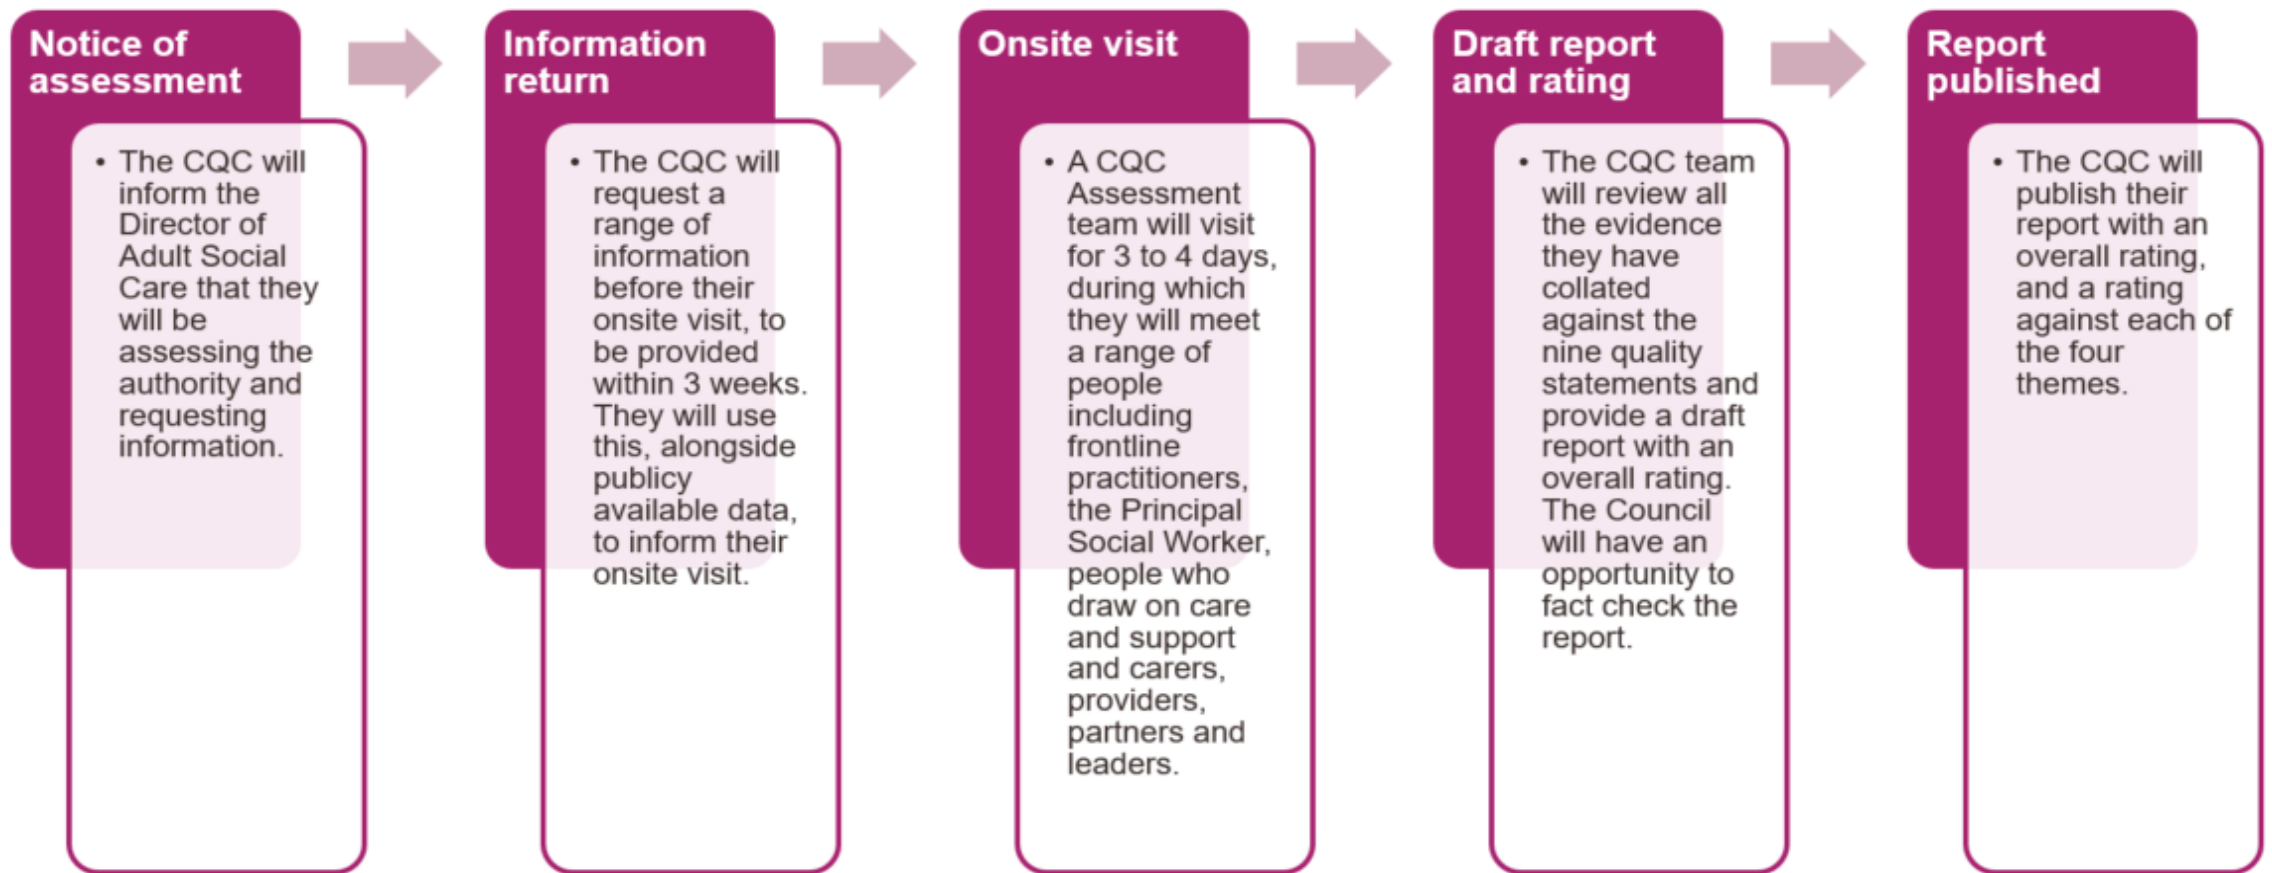 Notice of
assessment
• The CQC will
inform the
Director of
Adult Social
Care that they
will be
assessing the
authority and
requesting
information.
Information
return
• The CQC will
request a
range of
information
before their
onsite visit, to
be provided
within 3 weeks.
They will use
this, alongside
publicy
available data,
to inform their
onsite visit.
Onsite visit
• A CQC
Assessment
team will visit
for 3 to 4 days,
during which
they will meet
a range of
people
including
frontline
practitioners,
the Principal
Social Worker,
people who
draw on care
and support
and carers,
providers,
partners and
leaders.
Draft report
and rating
• The CQC team
will review all
the evidence
they have
collated
against the
nine quality
statements and
provide a draft
report with an
overall rating.
The Council
will have an
opportunity to
fact check the
report.
Report
published
• The CQC will
publish their
report with an
overall rating,
and a rating
against each of
the four
themes.